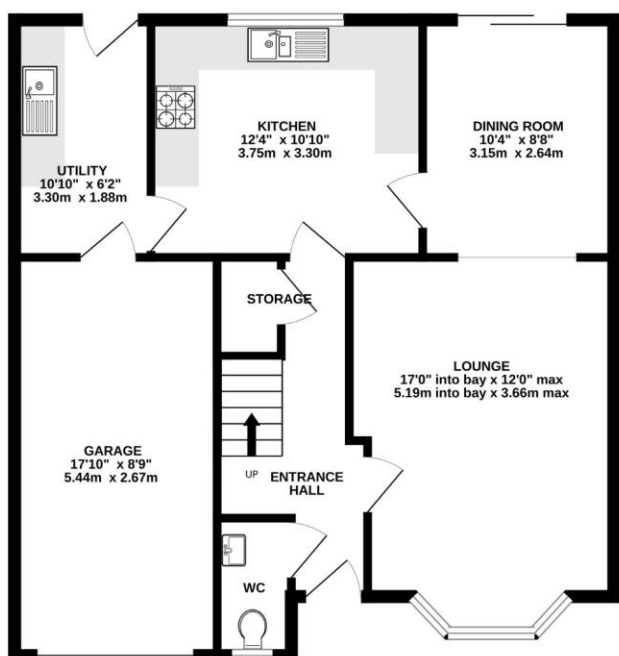 KITCHEN
12'4" x 10'10"
3.75m x 3.30m
DINING ROOM
10'4" x 8'8"
3.15m x 2.64m
UTILITY
10'10" x 6'2"
3.30m x 1.88m
STORAGE
LOUNGE
17'0" into bay x 12'0" max
5.19m into bay x 3.66m max
GARAGE
17'10" x 8'9"
5.44m x 2.67m
UP
ENTRANCE
HALL
WC